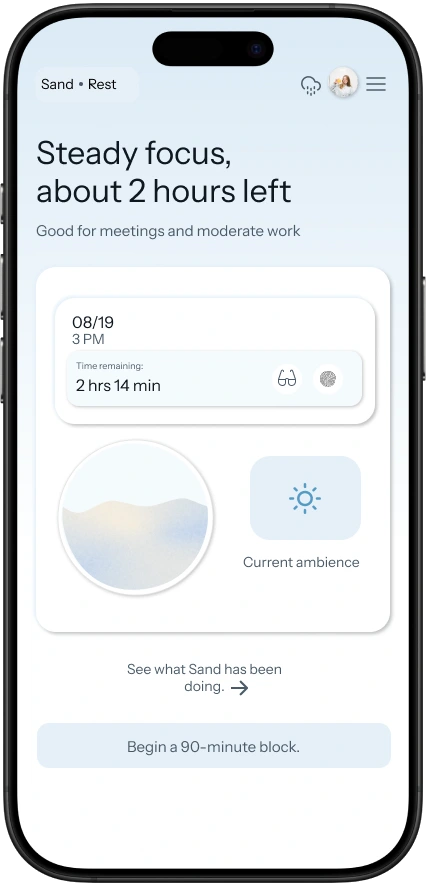 Sand • Rest
Steady focus,
about 2 hours left
Good for meetings and moderate work
08/19
3 PM
Time remaining:
2 hrs 14 min
Current ambience
See what Sand has been
doing. →
Begin a 90-minute block.